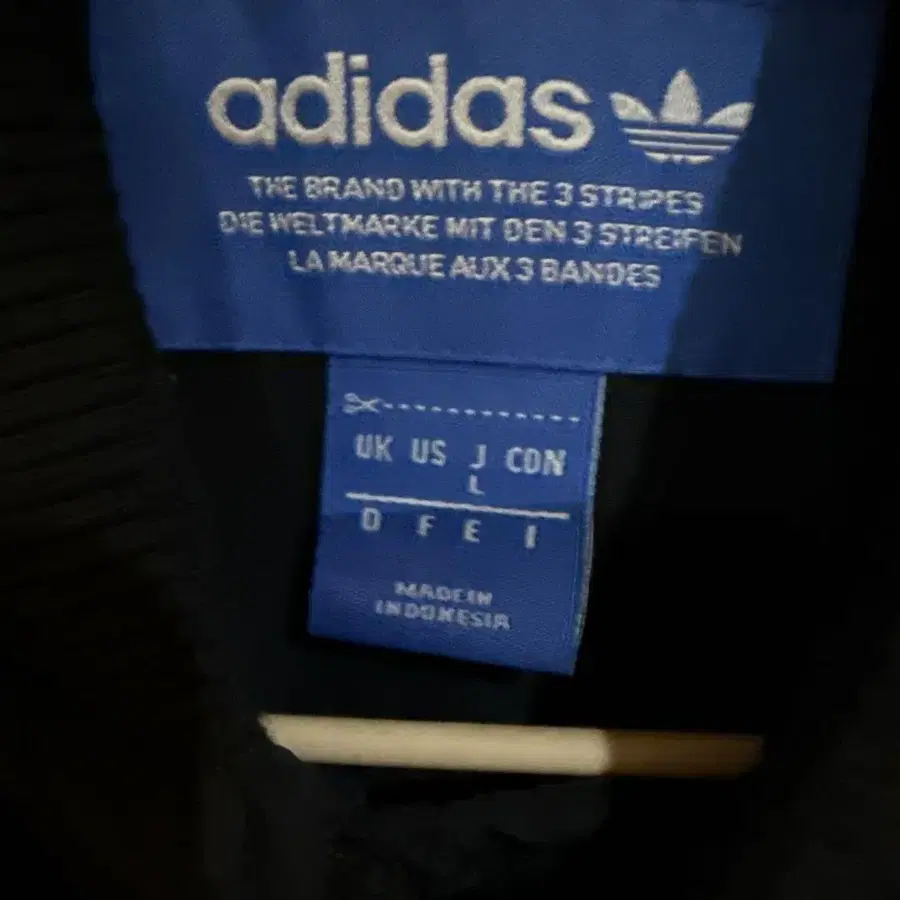 adidas
THE BRAND WITH THE 3 STRIPES
DIE WELTMARKE MIT DEN 3 STREIFEN
LA MARQUE AUX 3 BANDES
UK US J CDN
L
D F E I
MADE IN
INDONESIA